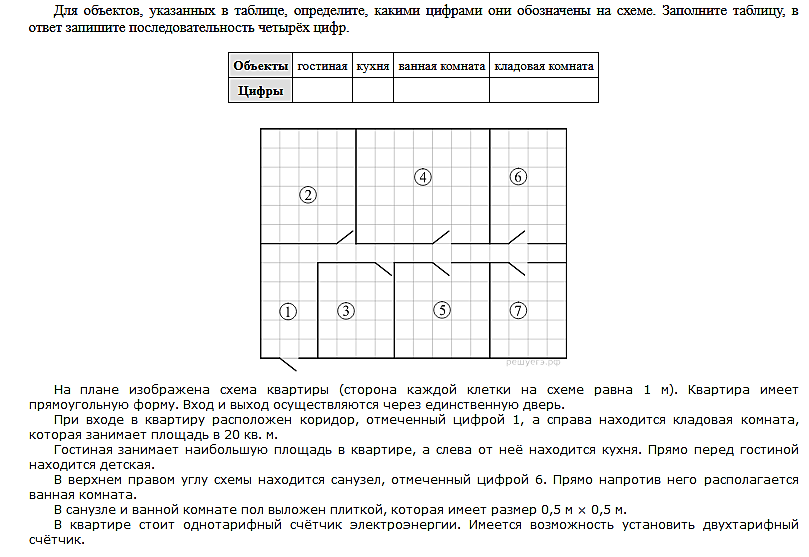 Для объектов, указанных в таблице, определите, какими цифрами они обозначены на схеме. Заполните таблицу, в
ответ запишите последовательность четырёх цифр.
Объекты гостиная кухня ванная комната кладовая комната
Цифры
4
6
2
1
3
5
7
решуегэ.рф
На плане изображена схема квартиры (сторона каждой клетки на схеме равна 1 м). Квартира имеет
прямоугольную форму. Вход и выход осуществляются через единственную дверь.
При входе в квартиру расположен коридор, отмеченный цифрой 1, а справа находится кладовая комната,
которая занимает площадь в 20 кв. м.
Гостиная занимает наибольшую площадь в квартире, а слева от неё находится кухня. Прямо перед гостиной
находится детская.
В верхнем правом углу схемы находится санузел, отмеченный цифрой 6. Прямо напротив него располагается
ванная комната.
В санузле и ванной комнате пол выложен плиткой, которая имеет размер 0,5 м × 0,5 м.
В квартире стоит однотарифный счётчик электроэнергии. Имеется возможность установить двухтарифный
счётчик.